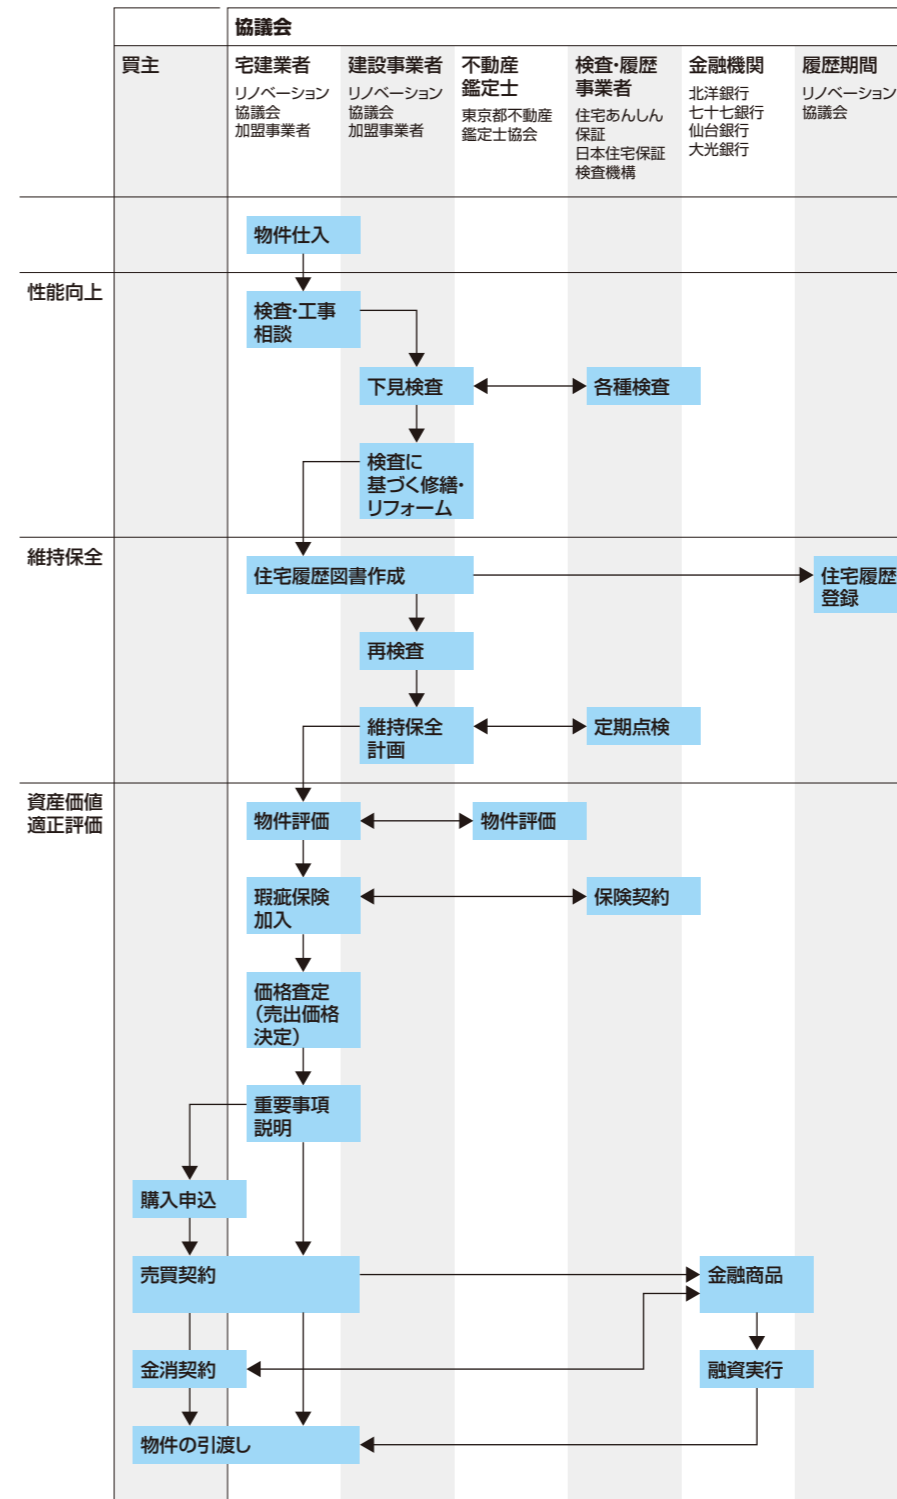 協議会
買主
宅建業者
リノベーション
協議会
加盟事業者
建設事業者
リノベーション
協議会
加盟事業者
不動産
鑑定士
東京都不動産
鑑定士協会
検査・履歴
事業者
住宅あんしん
保証
日本住宅保証
検査機構
金融機関
北洋銀行
七十七銀行
仙台銀行
大光銀行
履歴期間
リノベーション
協議会
物件仕入
性能向上
検査・工事
相談
下見検査
各種検査
検査に
基づく修繕・
リフォーム
維持保全
住宅履歴図書作成
住宅履歴
登録
再検査
維持保全
計画
定期点検
資産価値
適正評価
物件評価
物件評価
瑕疵保険
加入
保険契約
価格査定
（売出価格
決定）
重要事項
説明
購入申込
売買契約
金融商品
金消契約
融資実行
物件の引渡し